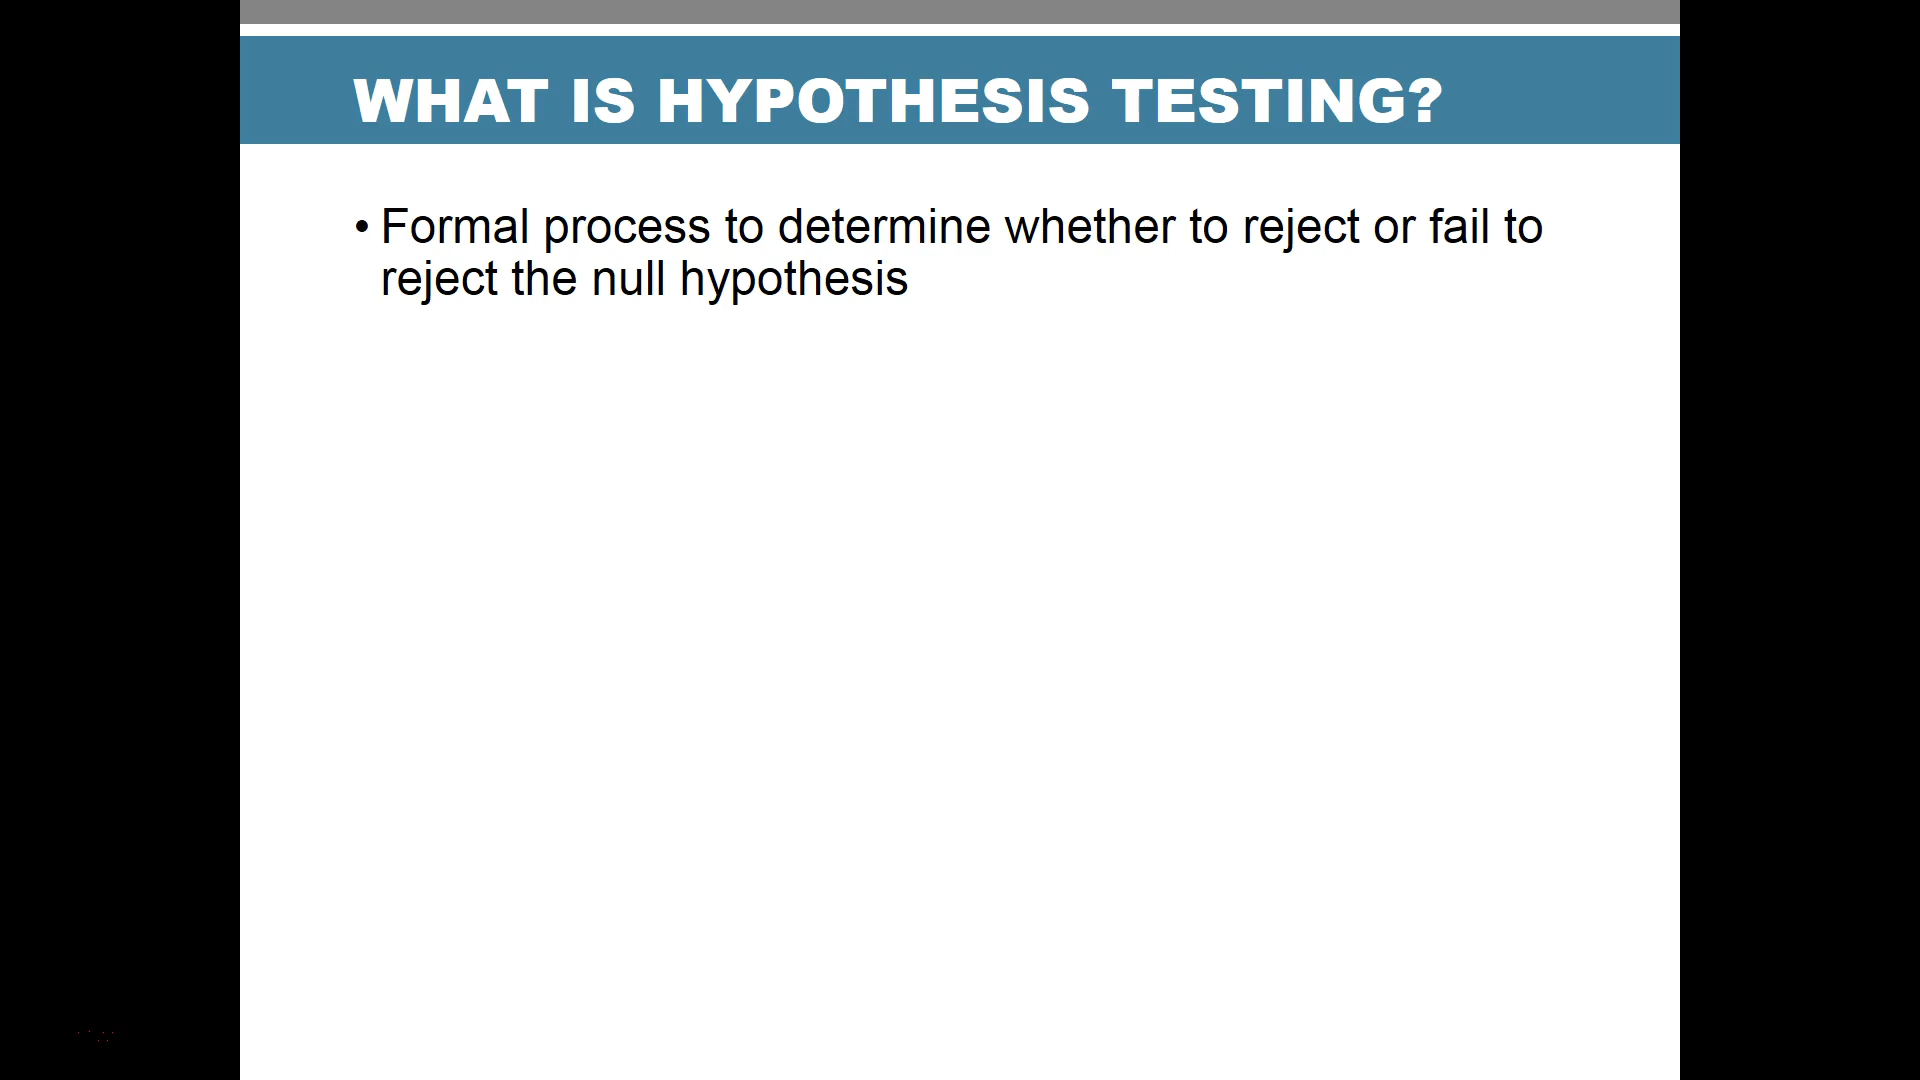 WHAT IS HYPOTHESIS TESTING?
• Formal process to determine whether to reject or fail to
reject the null hypothesis